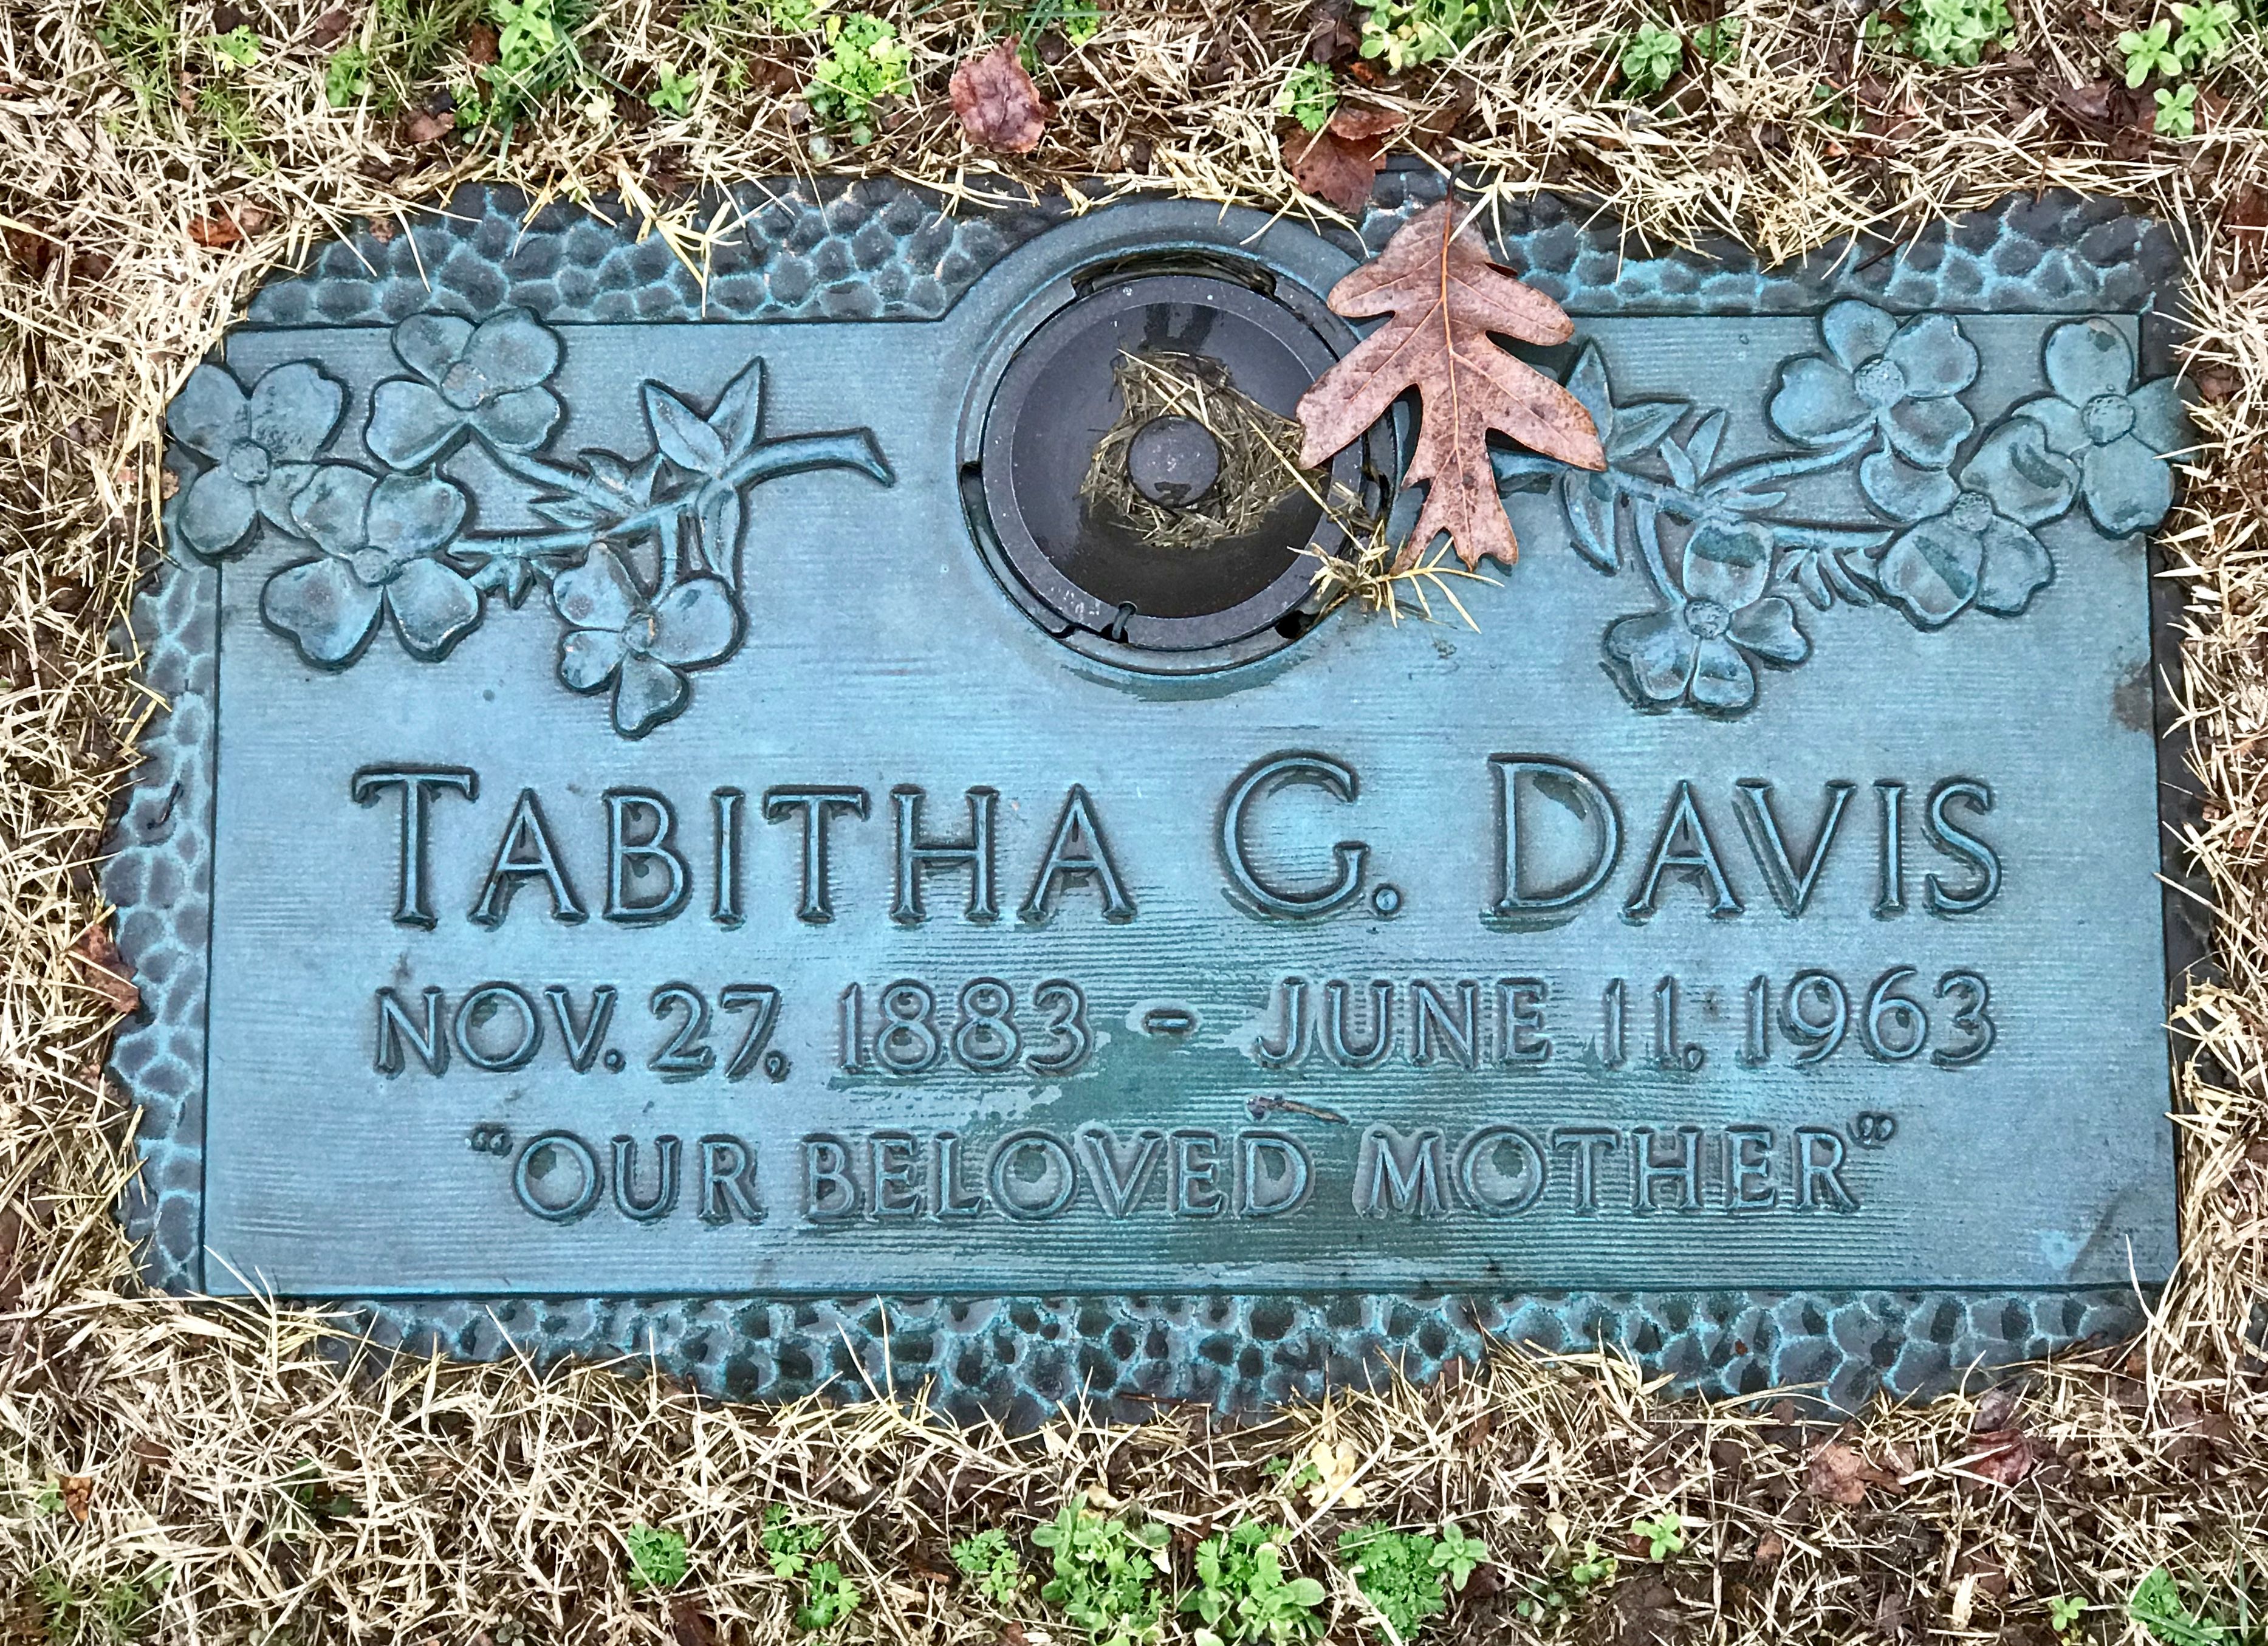 TABITHA G. DAVIS
NOV. 27, 1883 - JUNE 11, 1963
“OUR BELOVED MOTHER”